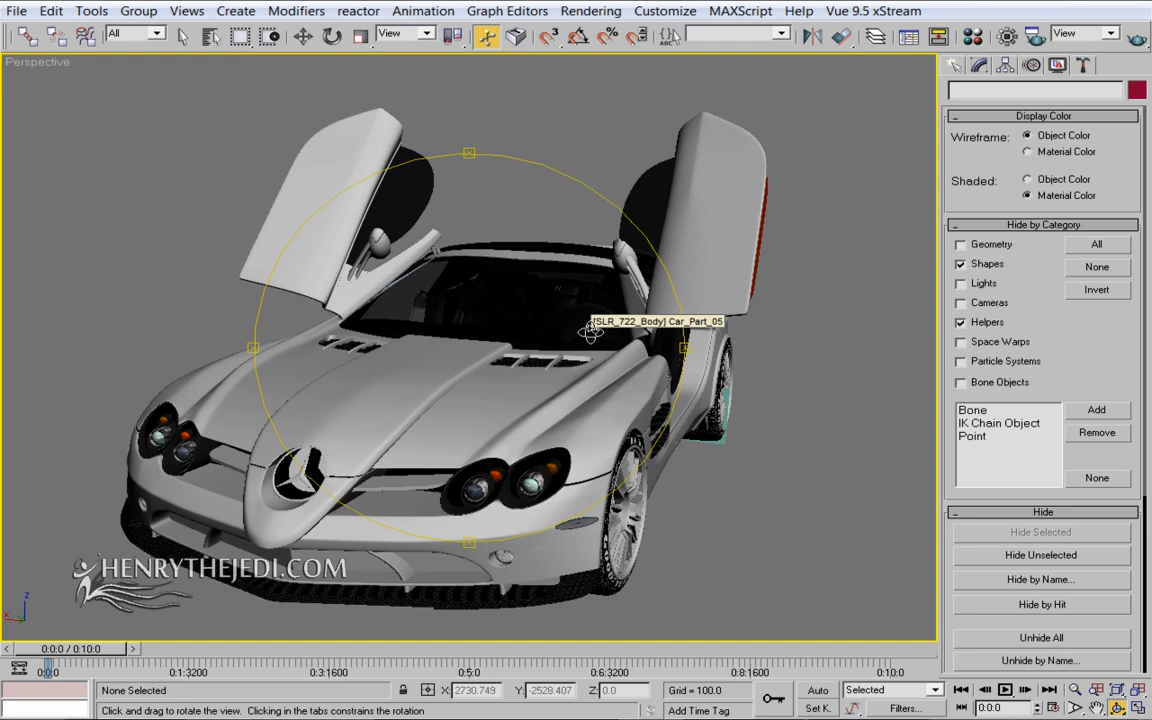 File Edit Tools Group Views Create Modifiers reactor Animation Graph Editors Rendering Customize MAXScript Help Vue 9.5 xStream
All View 3 % ABC View
Perspective
Display Color
Wireframe: Object Color
Material Color
Shaded: Object Color
Material Color
Hide by Category
Geometry All
Shapes
None
Lights
Invert
Cameras
Helpers
[SLR_722_Body] Car_Part_05
Space Warps
Particle Systems
Bone Objects
Bone Add
IK Chain Object
Point Remove
None
Hide
Hide Selected
Hide Unselected
HENRYTHEJEDI.COM
Hide by Name...
z
Hide by Hit
x
Unhide All
< 0:0:0 / 0:10:0 >
Unhide by Name...
0:0:0 0:1:3200 0:3:1600 0:5:0 0:6:3200 0:8:1600 0:10:0
None Selected X: 2730.749 Y: -2528.407 Z: 0.0 Grid = 100.0 Auto Selected
Click and drag to rotate the view. Clicking in the tabs constrains the rotation Add Time Tag Set K. Filters... 0:0:0